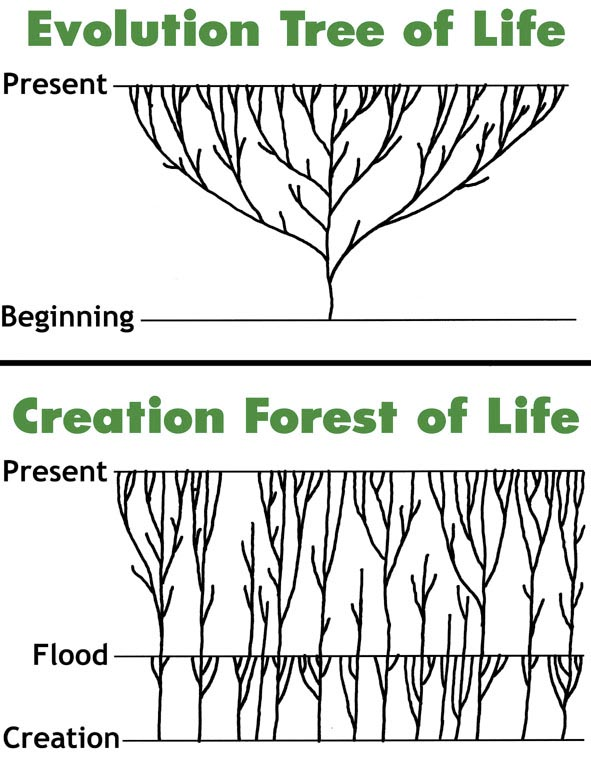 Evolution Tree of Life
Present
Beginning
Creation Forest of Life
Present
Flood
Creation